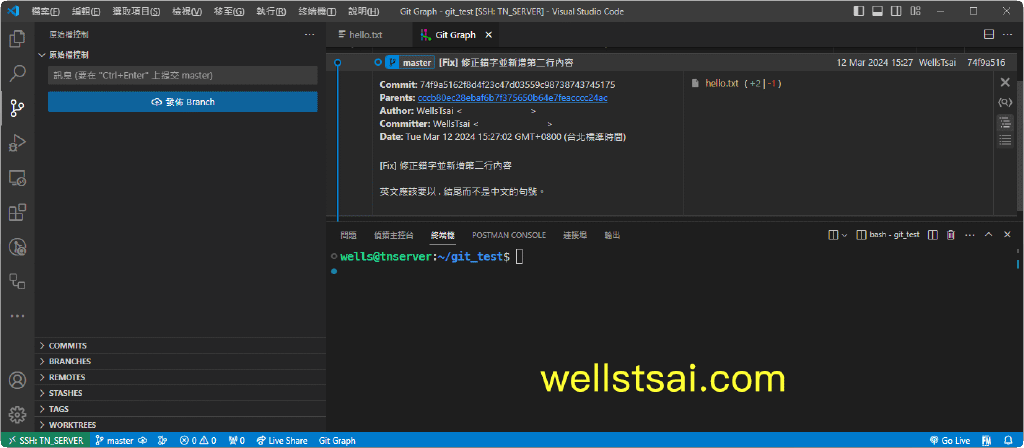 檔案(F) 編輯(E) 選取項目(S) 檢視(V) 移至(G) 執行(R) 終端機(T) 說明(H) Git Graph - git_test [SSH: TN_SERVER] - Visual Studio Code
原始檔控制
原始檔控制
訊息 (要在 "Ctrl+Enter" 上提交 master)
發佈 Branch
COMMITS
BRANCHES
REMOTES
STASHES
TAGS
WORKTREES
hello.txt Git Graph
master [Fix] 修正錯字並新增第二行內容 12 Mar 2024 15:27 WellsTsai 74f9a516
Commit: 74f9a5162f8d4f23c47d03559c98738743745175
Parents: cccb80ec28ebaf6b7f375650b64e7feacccc24ac
Author: WellsTsai < >
Committer: WellsTsai < >
Date: Tue Mar 12 2024 15:27:02 GMT+0800 (台北標準時間)
[Fix] 修正錯字並新增第二行內容
英文應該要以 . 結尾而不是中文的句號。
hello.txt (+2|-1)
問題 偵錯主控台 終端機 POSTMAN CONSOLE 連接埠 輸出 bash - git_test
wells@tnserver:~/git_test$
wellstsai.com
SSH: TN_SERVER master 0 0 0 Live Share Git Graph Go Live